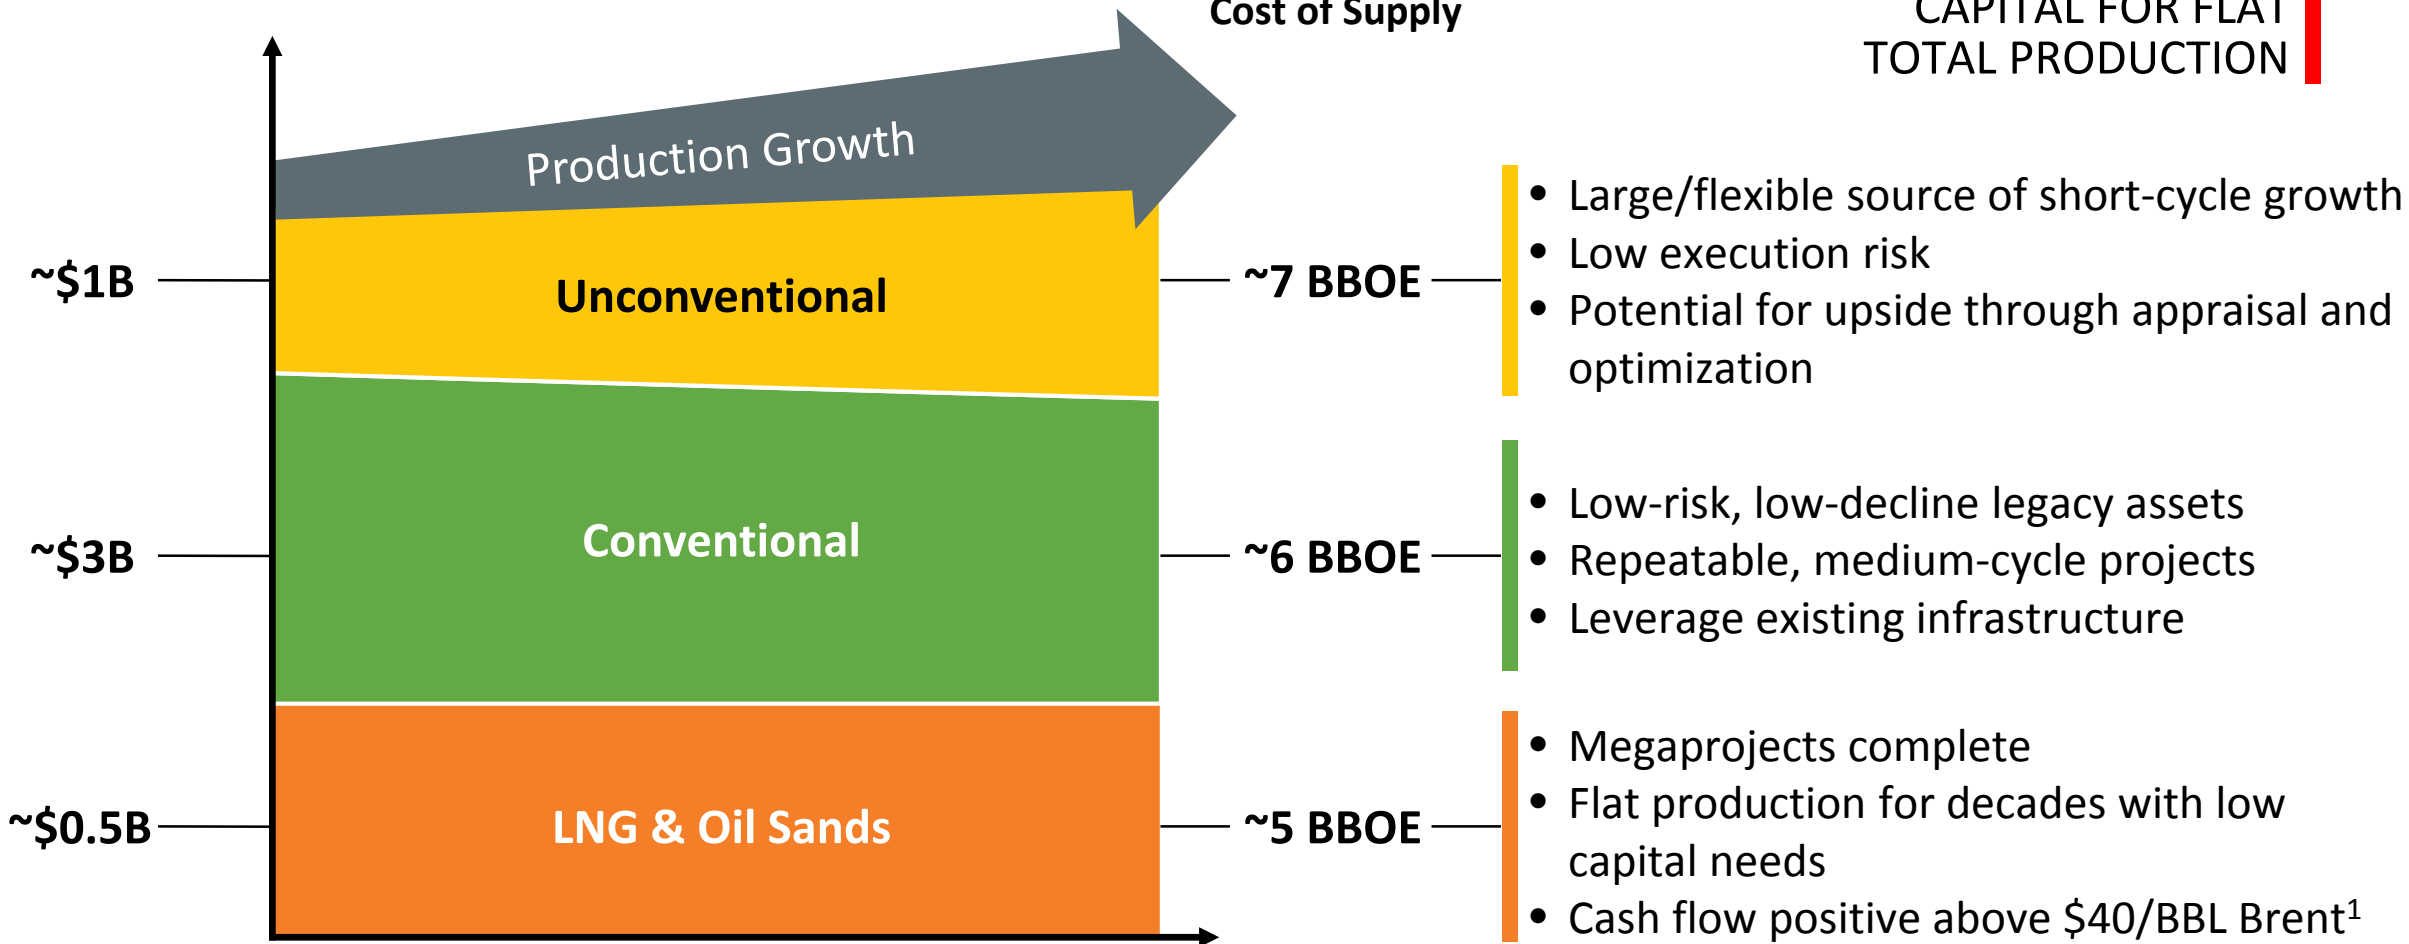 Cost of Supply
CAPITAL FOR FLAT
TOTAL PRODUCTION
Production Growth
~$1B
Unconventional
~7 BBOE
• Large/flexible source of short-cycle growth
• Low execution risk
• Potential for upside through appraisal and
optimization
~$3B
Conventional
~6 BBOE
• Low-risk, low-decline legacy assets
• Repeatable, medium-cycle projects
• Leverage existing infrastructure
~$0.5B
LNG & Oil Sands
~5 BBOE
• Megaprojects complete
• Flat production for decades with low
capital needs
• Cash flow positive above $40/BBL Brent¹